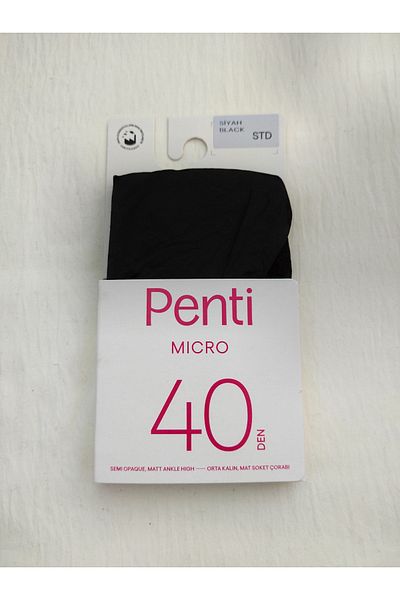 SİYAH
BLACK
STD
Penti
MICRO
40
DEN
SEMI OPAQUE, MATT ANKLE HIGH ---- ORTA KALIN, MAT SOKET ÇORABI